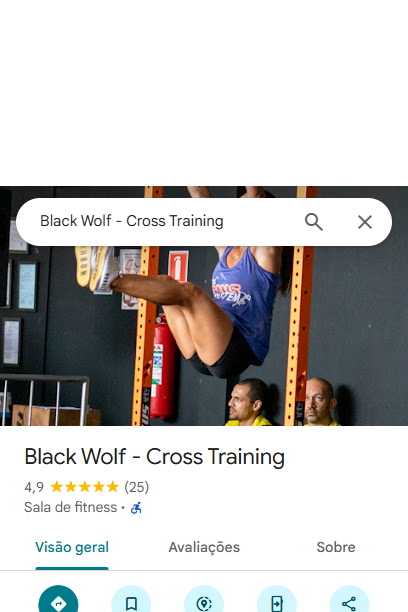 Black Wolf - Cross Training
Black Wolf - Cross Training
4,9 (25)
Sala de fitness ·
Visão geral
Avaliações
Sobre